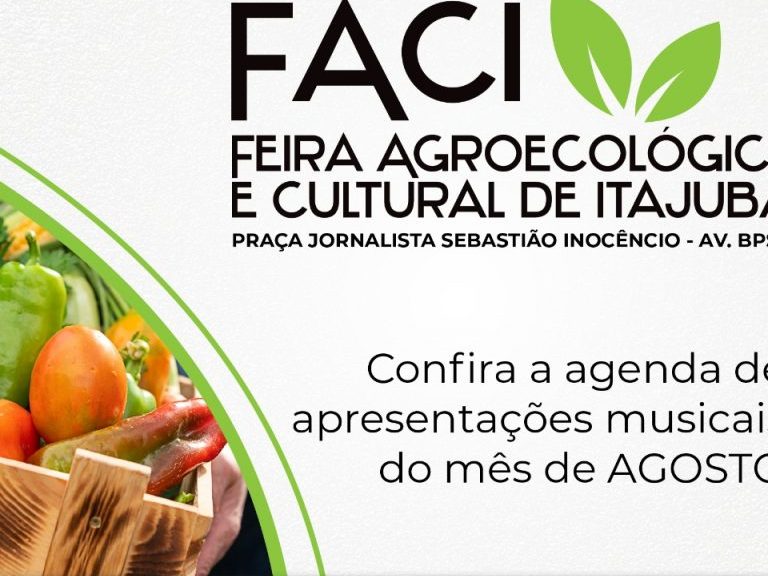 FACI
FEIRA AGROECOLÓGIC
E CULTURAL DE ITAJUBA
PRAÇA JORNALISTA SEBASTIÃO INOCÊNCIO - AV. BPS
Confira a agenda de
apresentações musicais
do mês de AGOSTO